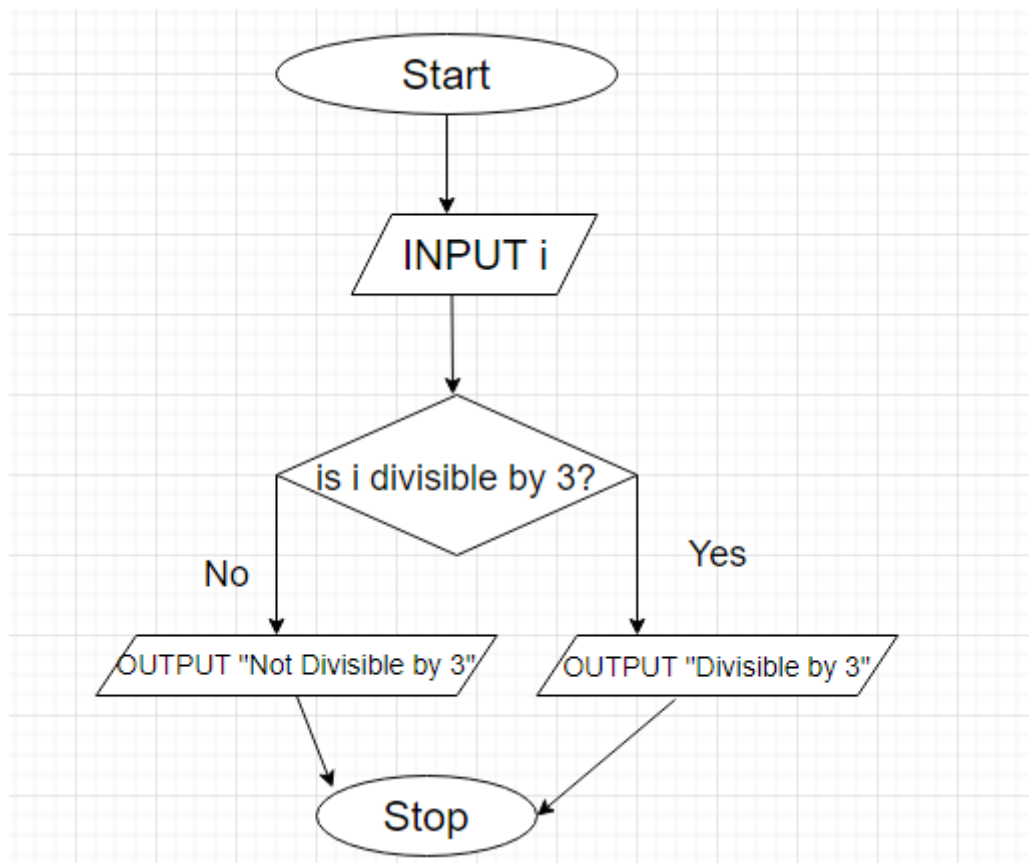 Start
INPUT i
is i divisible by 3?
No
Yes
OUTPUT "Not Divisible by 3"
OUTPUT "Divisible by 3"
Stop